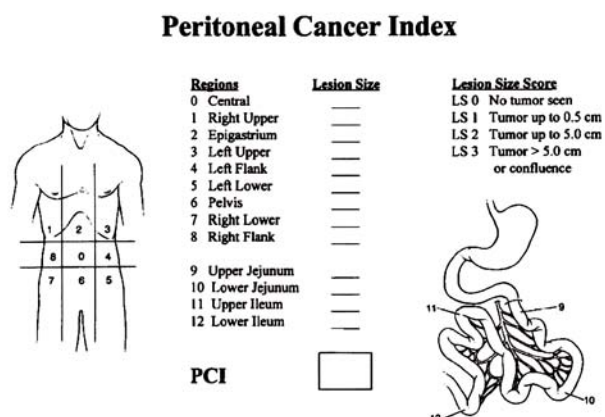 Peritoneal Cancer Index
Regions Lesion Size
0 Central
1 Right Upper
2 Epigastrium
3 Left Upper
4 Left Flank
5 Left Lower
6 Pelvis
7 Right Lower
8 Right Flank
9 Upper Jejunum
10 Lower Jejunum
11 Upper Ileum
12 Lower Ileum
PCI
Lesion Size Score
LS 0 No tumor seen
LS 1 Tumor up to 0.5 cm
LS 2 Tumor up to 5.0 cm
LS 3 Tumor > 5.0 cm
or confluence
1 2 3
8 0 4
7 6 5
11 9
10